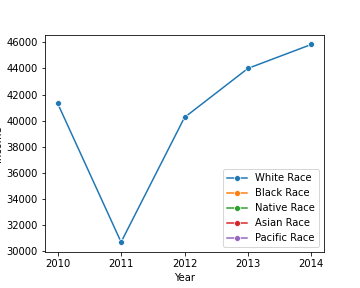 46000
44000
42000
40000
38000
36000
34000
32000
30000
2010 2011 2012 2013 2014
Year
White Race
Black Race
Native Race
Asian Race
Pacific Race